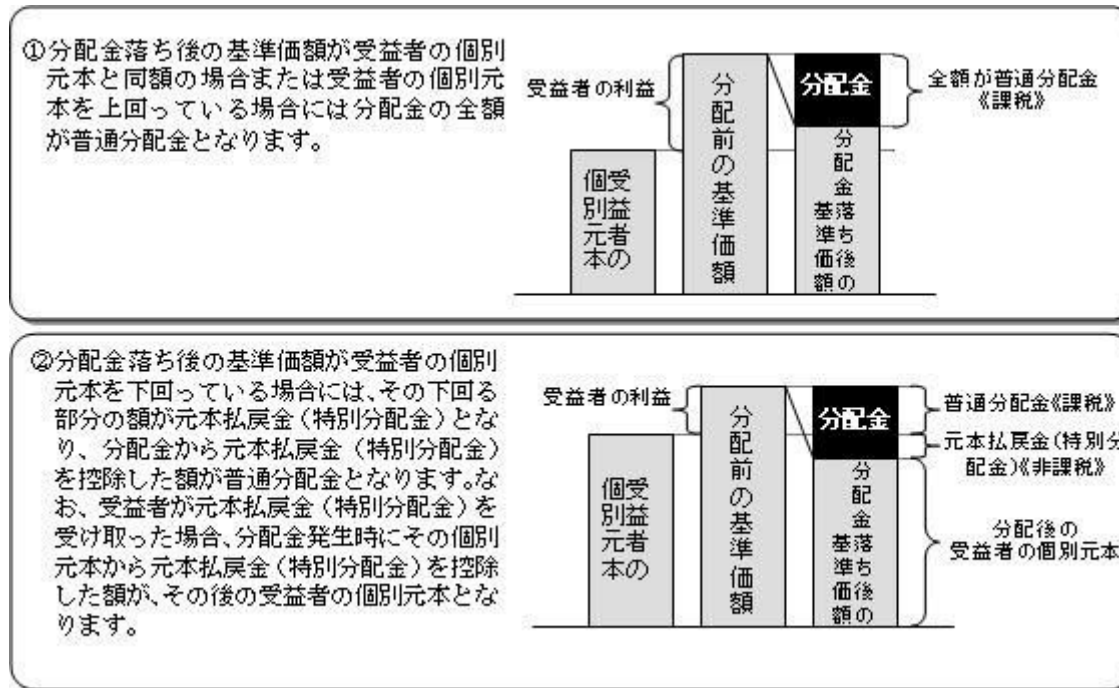 ①分配金落ち後の基準価額が受益者の個別
元本と同額の場合または受益者の個別元
本を上回っている場合には分配金の全額
が普通分配金となります。
受益者の利益
個別元本
受益者の
分配前の基準価額
分配金
分配金落ち後の
基準価額
全額が普通分配金
《課税》
②分配金落ち後の基準価額が受益者の個別
元本を下回っている場合には、その下回る
部分の額が元本払戻金（特別分配金）とな
り、分配金から元本払戻金（特別分配金）
を控除した額が普通分配金となります。な
お、受益者が元本払戻金（特別分配金）を
受け取った場合、分配金発生時にその個別
元本から元本払戻金（特別分配金）を控除
した額が、その後の受益者の個別元本とな
ります。
受益者の利益
受益者の
個別元本
分配前の基準価額
分配金
分配金落ち後の
基準価額
普通分配金《課税》
元本払戻金（特別分
配金）《非課税》
分配後の
受益者の個別元本